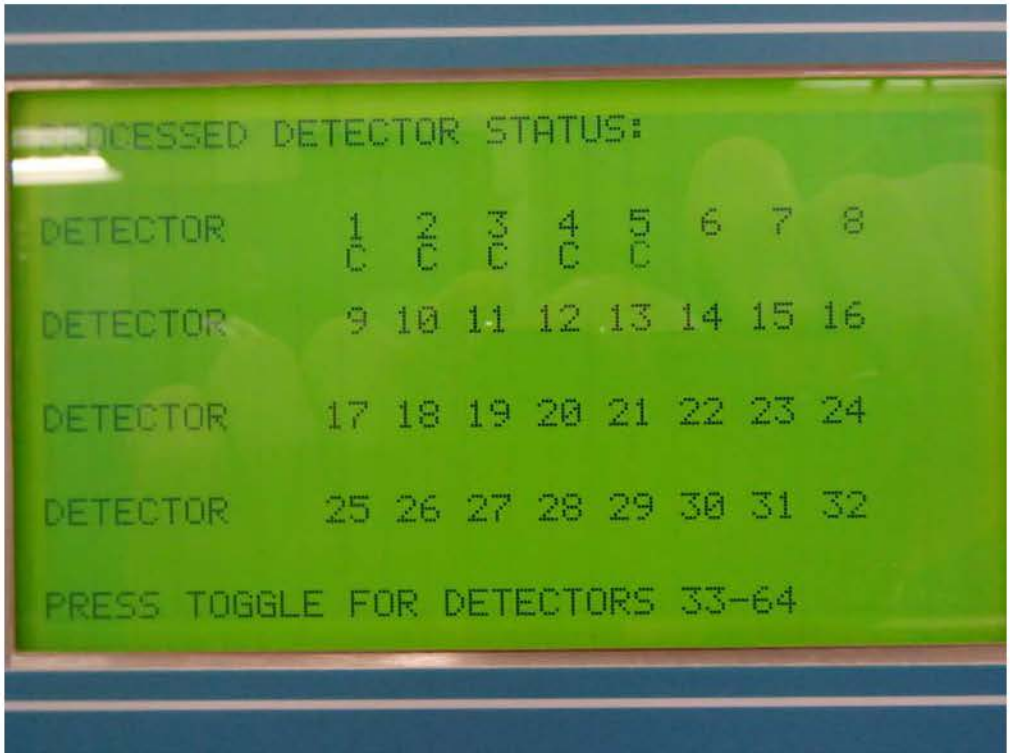 PROCESSED DETECTOR STATUS:
DETECTOR 1 2 3 4 5 6 7 8
C C C C C
DETECTOR 9 10 11 12 13 14 15 16
DETECTOR 17 18 19 20 21 22 23 24
DETECTOR 25 26 27 28 29 30 31 32
PRESS TOGGLE FOR DETECTORS 33-64